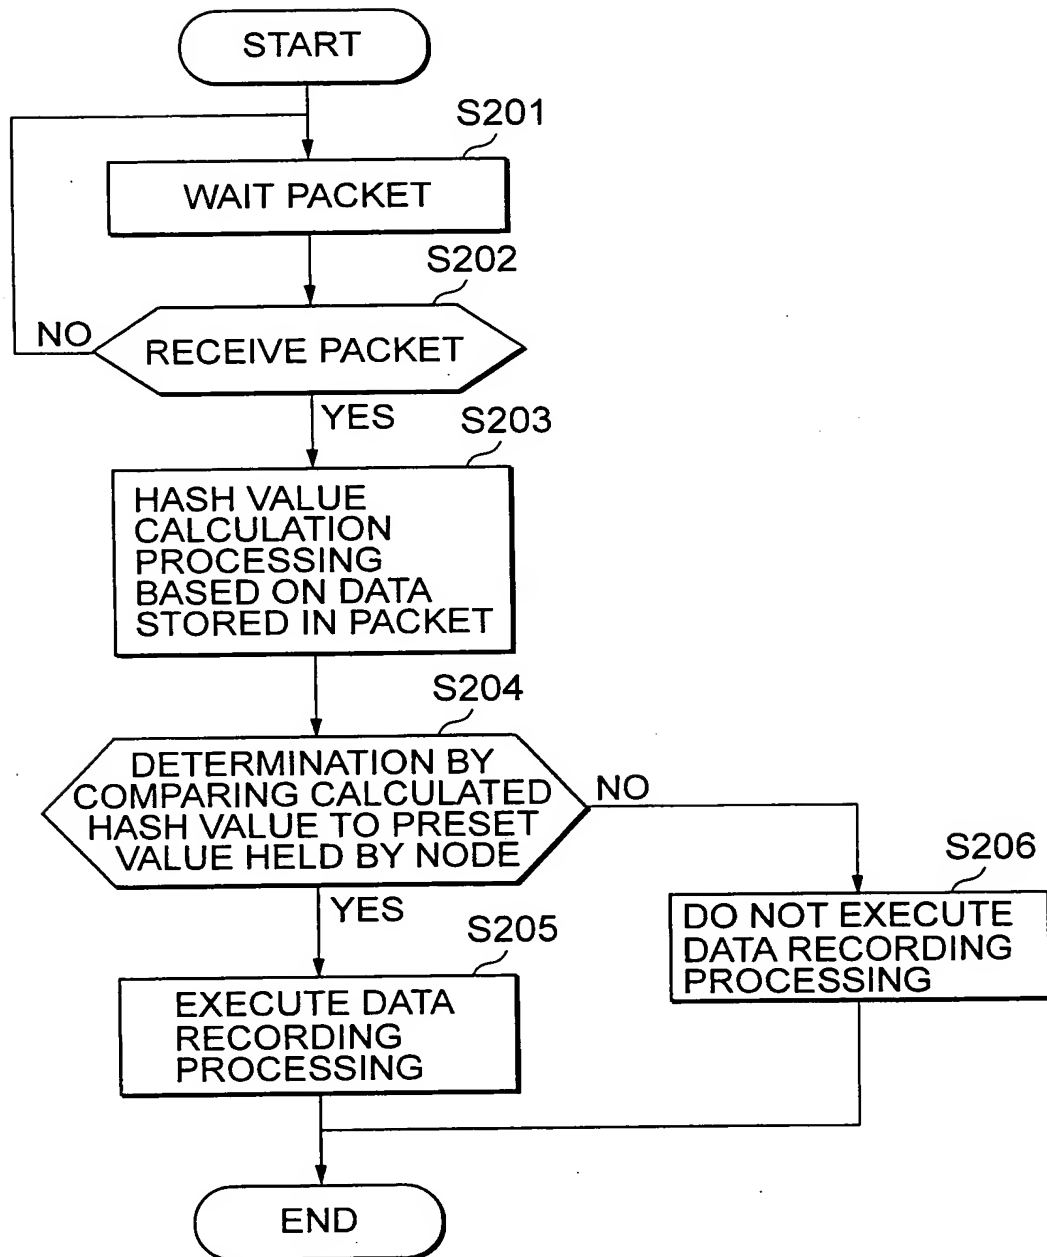 START
S201
WAIT PACKET
S202
NO
RECEIVE PACKET
YES
S203
HASH VALUE
CALCULATION
PROCESSING
BASED ON DATA
STORED IN PACKET
S204
DETERMINATION BY
COMPARING CALCULATED
HASH VALUE TO PRESET
VALUE HELD BY NODE
NO
YES
S206
DO NOT EXECUTE
DATA RECORDING
PROCESSING
S205
EXECUTE DATA
RECORDING
PROCESSING
END